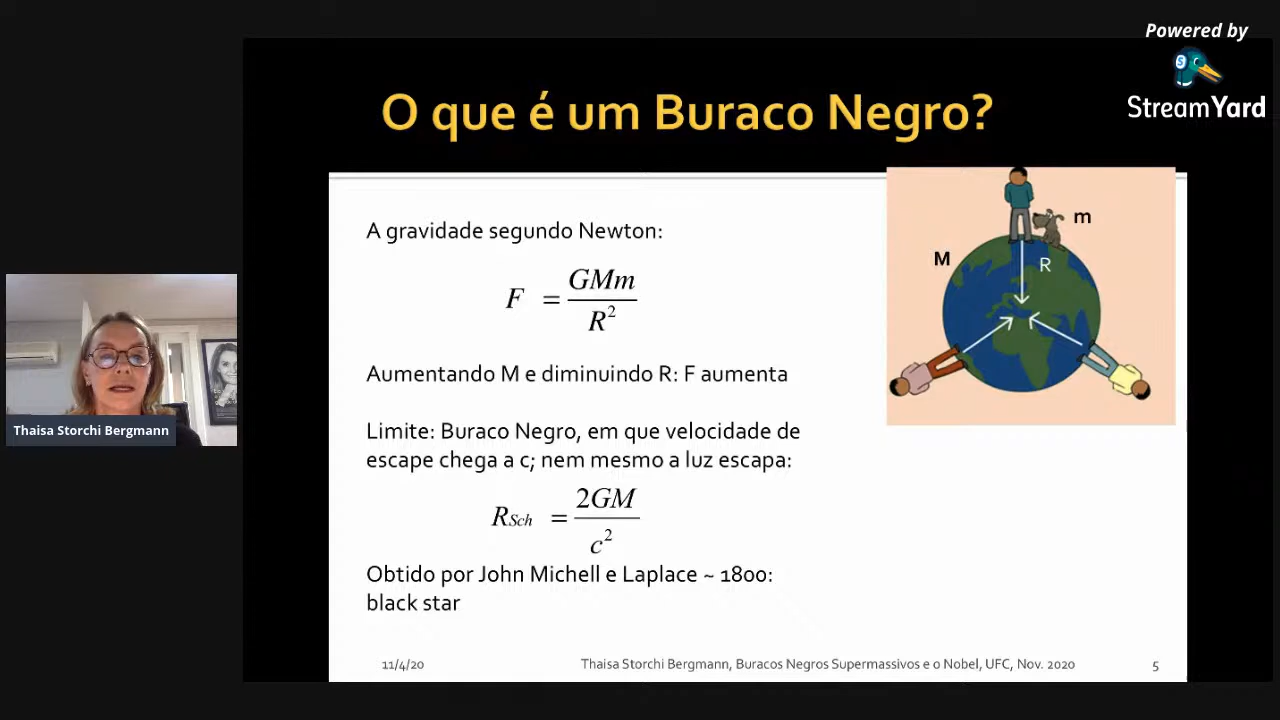 Powered by
StreamYard
O que é um Buraco Negro?
A gravidade segundo Newton:
F = GMm / R²
Aumentando M e diminuindo R: F aumenta
Limite: Buraco Negro, em que velocidade de
escape chega a c; nem mesmo a luz escapa:
R_Sch = 2GM / c²
Obtido por John Michell e Laplace ~ 1800:
black star
m
M
R
Thaisa Storchi Bergmann
11/4/20 Thaisa Storchi Bergmann, Buracos Negros Supermassivos e o Nobel, UFC, Nov. 2020 5